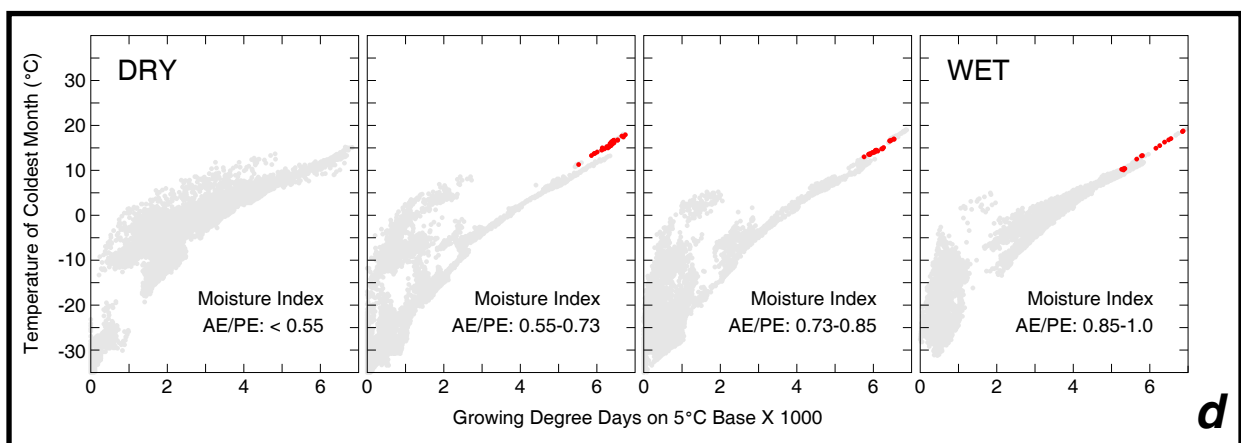 Temperature of Coldest Month (°C)
30
20
10
0
-10
-20
-30
DRY
WET
Moisture Index
AE/PE: < 0.55
Moisture Index
AE/PE: 0.55-0.73
Moisture Index
AE/PE: 0.73-0.85
Moisture Index
AE/PE: 0.85-1.0
0 2 4 6 0 2 4 6 0 2 4 6 0 2 4 6
Growing Degree Days on 5°C Base X 1000
d